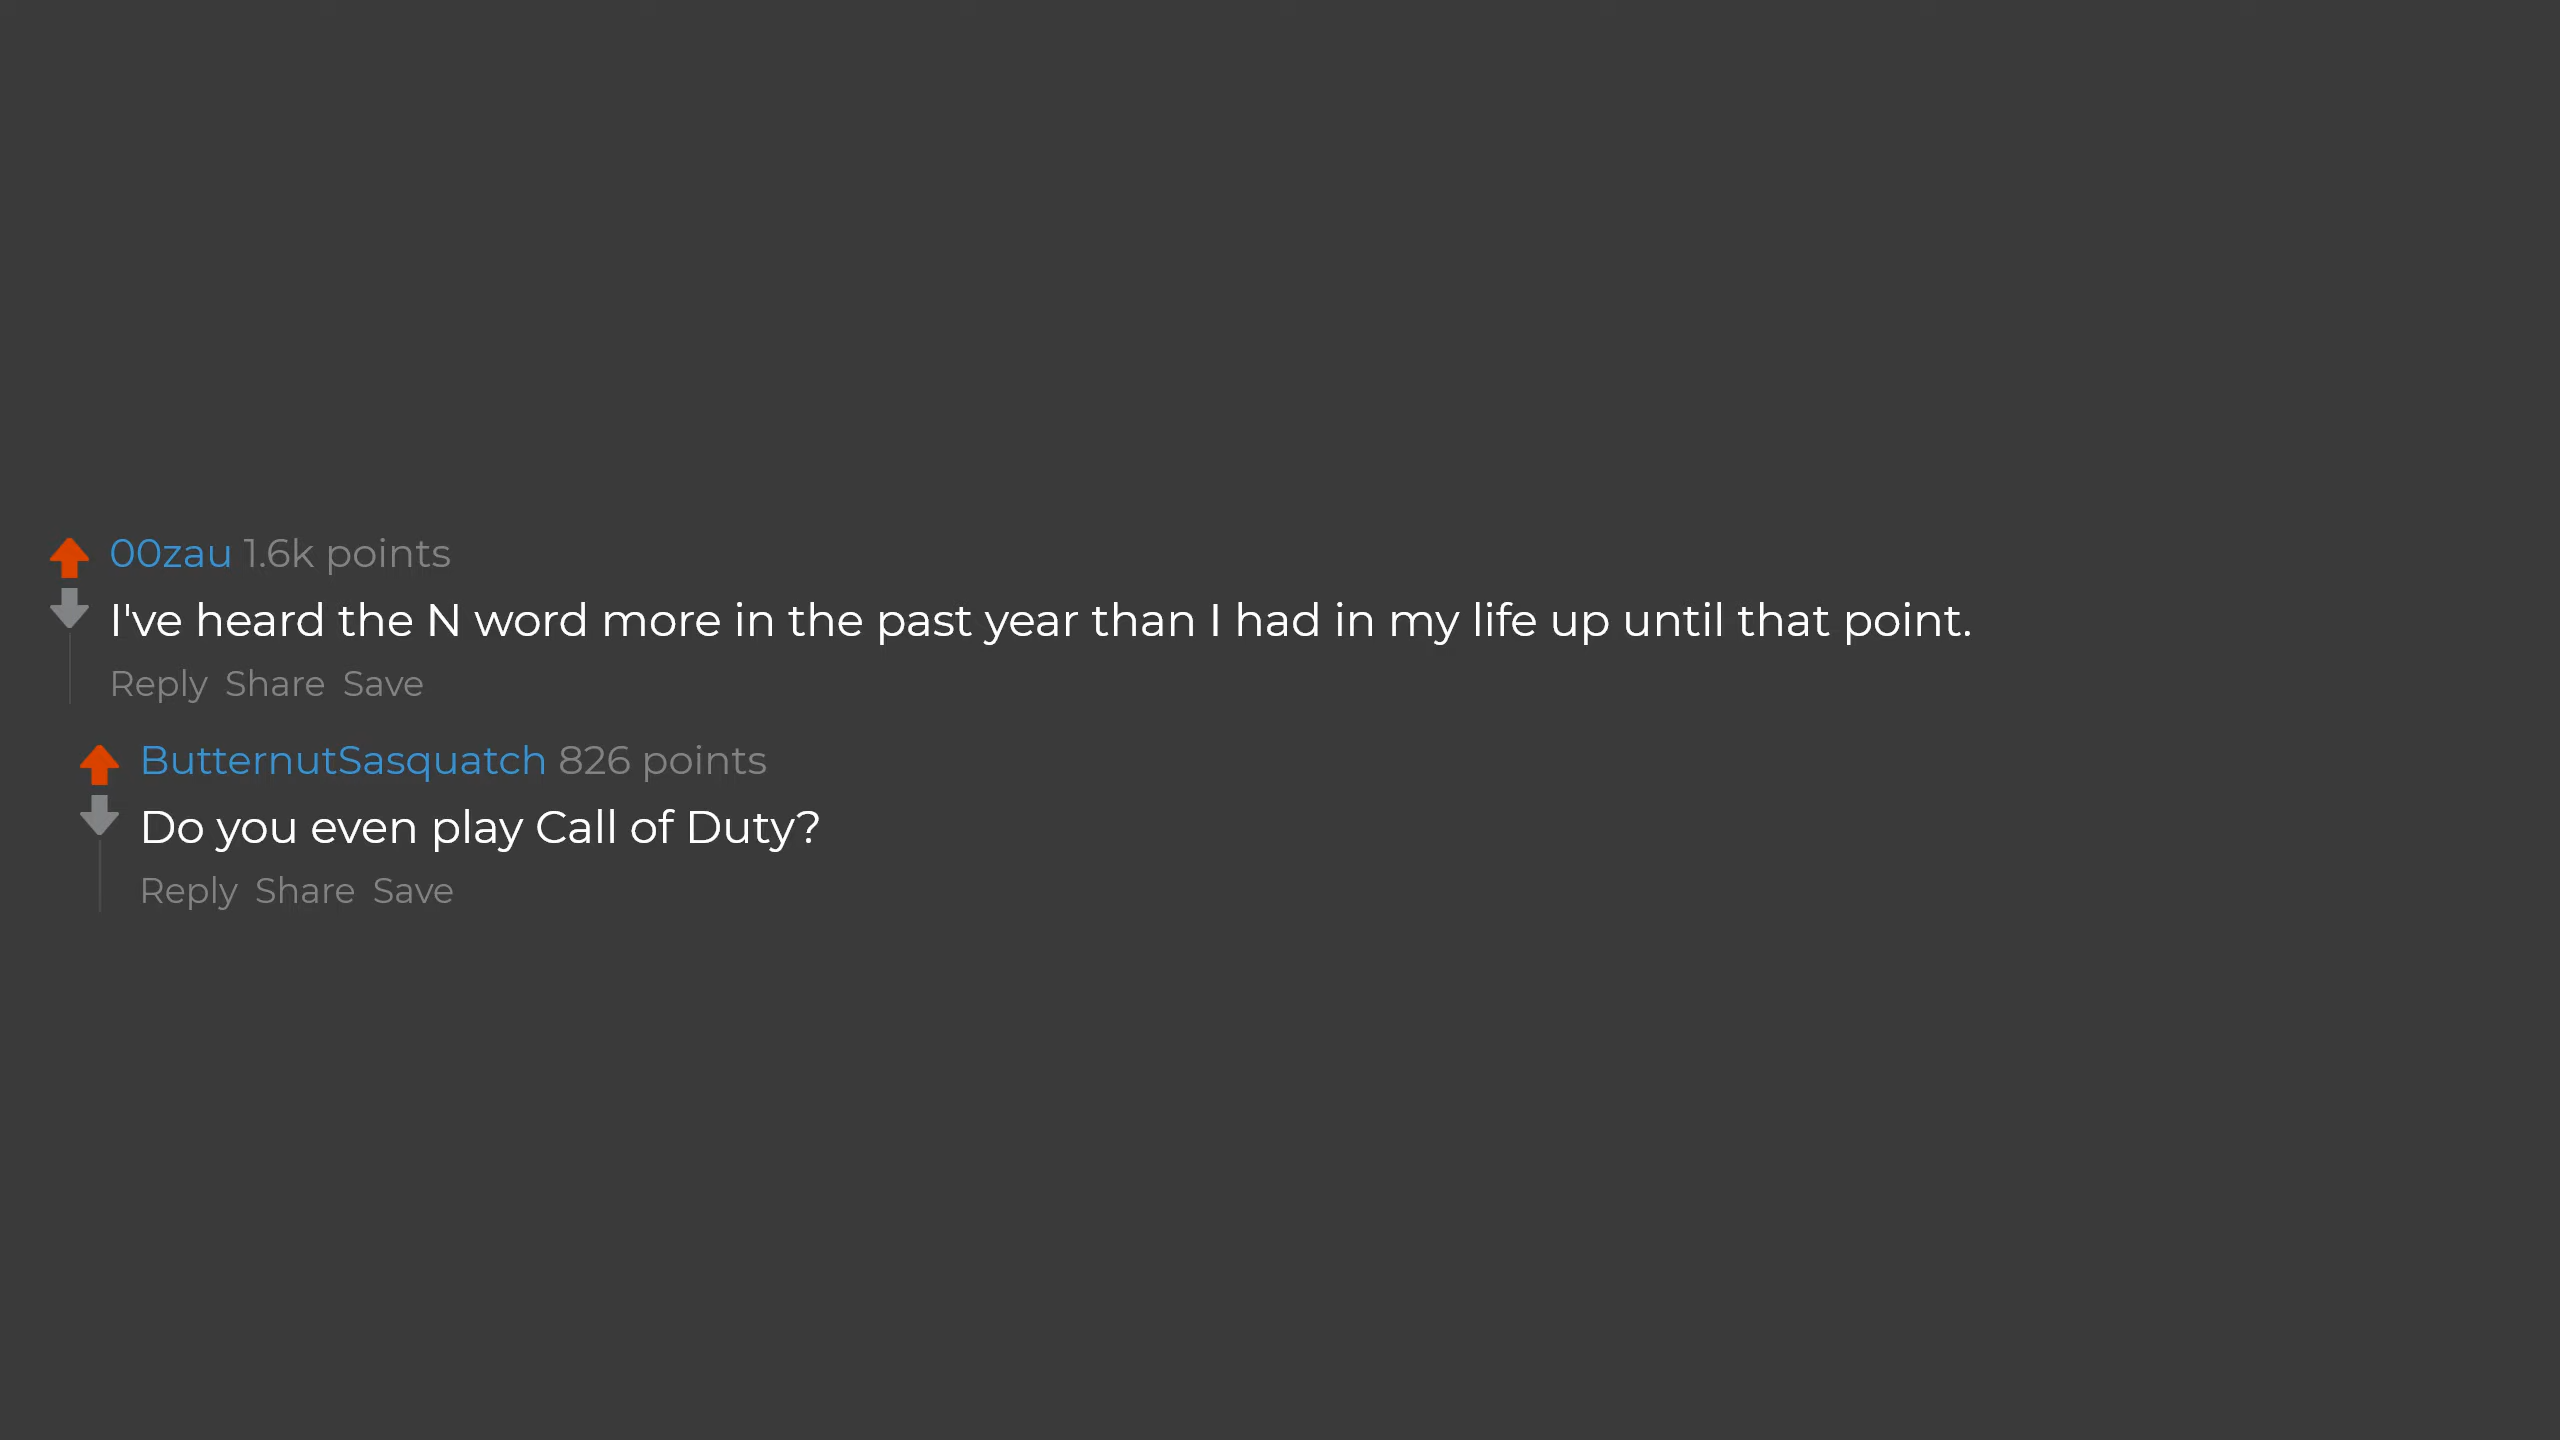 00zau 1.6k points
I've heard the N word more in the past year than I had in my life up until that point.
Reply Share Save
ButternutSasquatch 826 points
Do you even play Call of Duty?
Reply Share Save